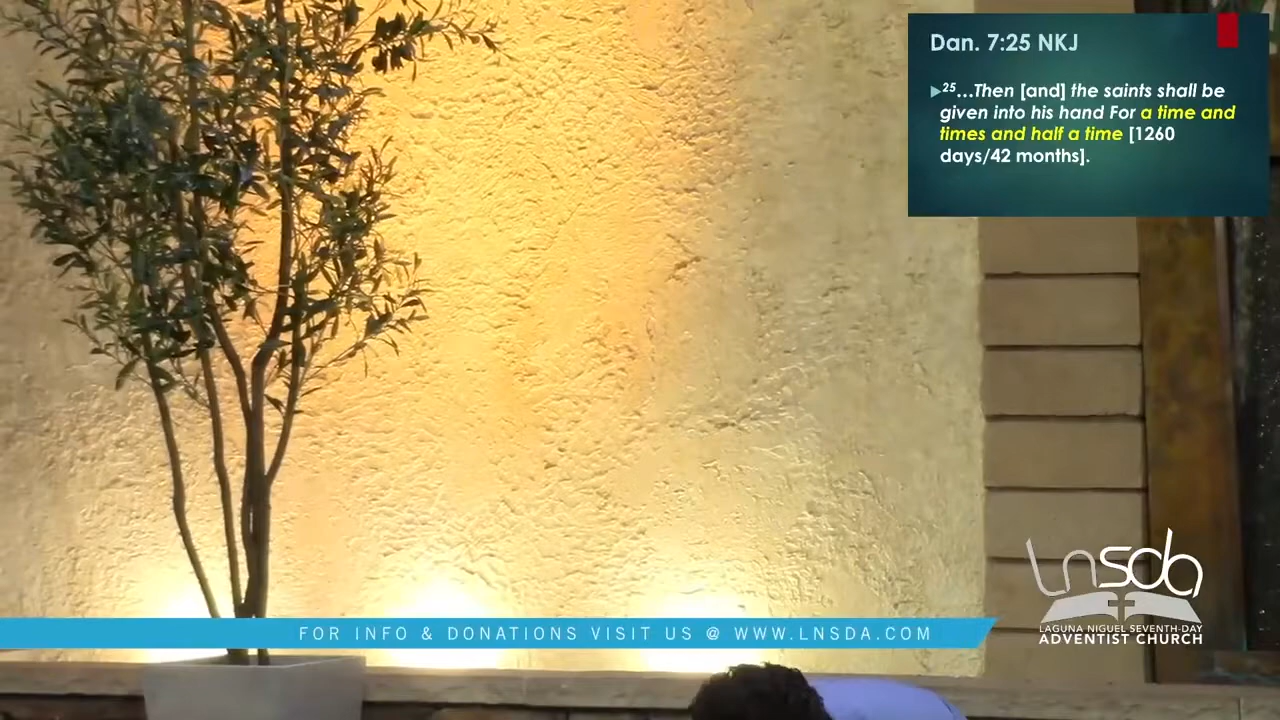 Dan. 7:25 NKJ
▶25…Then [and] the saints shall be
given into his hand For a time and
times and half a time [1260
days/42 months].
lnsda
LAGUNA NIGUEL SEVENTH-DAY
ADVENTIST CHURCH
FOR INFO & DONATIONS VISIT US @ WWW.LNSDA.COM